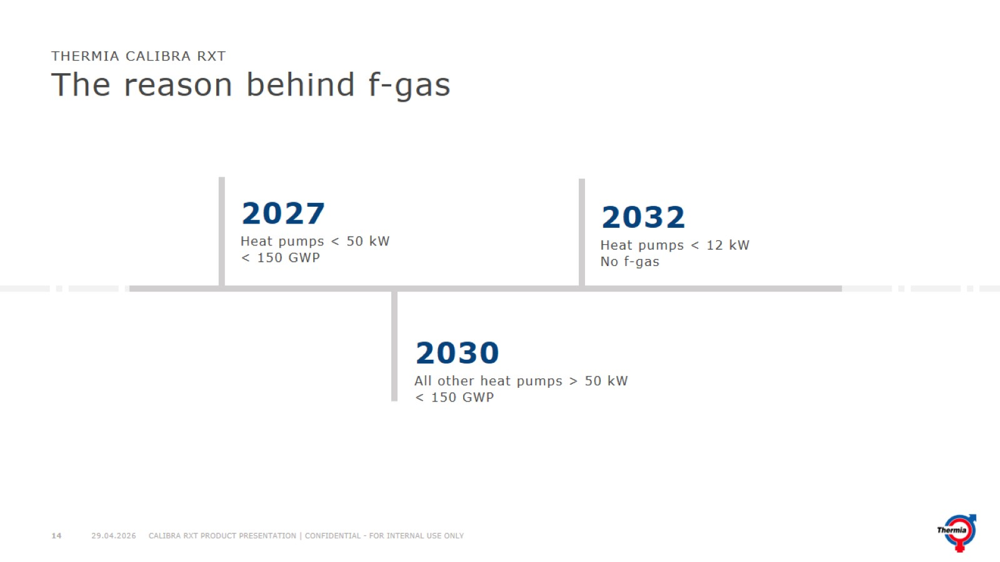 THERMIA CALIBRA RXT
The reason behind f-gas
2027
Heat pumps < 50 kW
< 150 GWP
2032
Heat pumps < 12 kW
No f-gas
2030
All other heat pumps > 50 kW
< 150 GWP
14 29.04.2026 CALIBRA RXT PRODUCT PRESENTATION | CONFIDENTIAL - FOR INTERNAL USE ONLY
Thermia